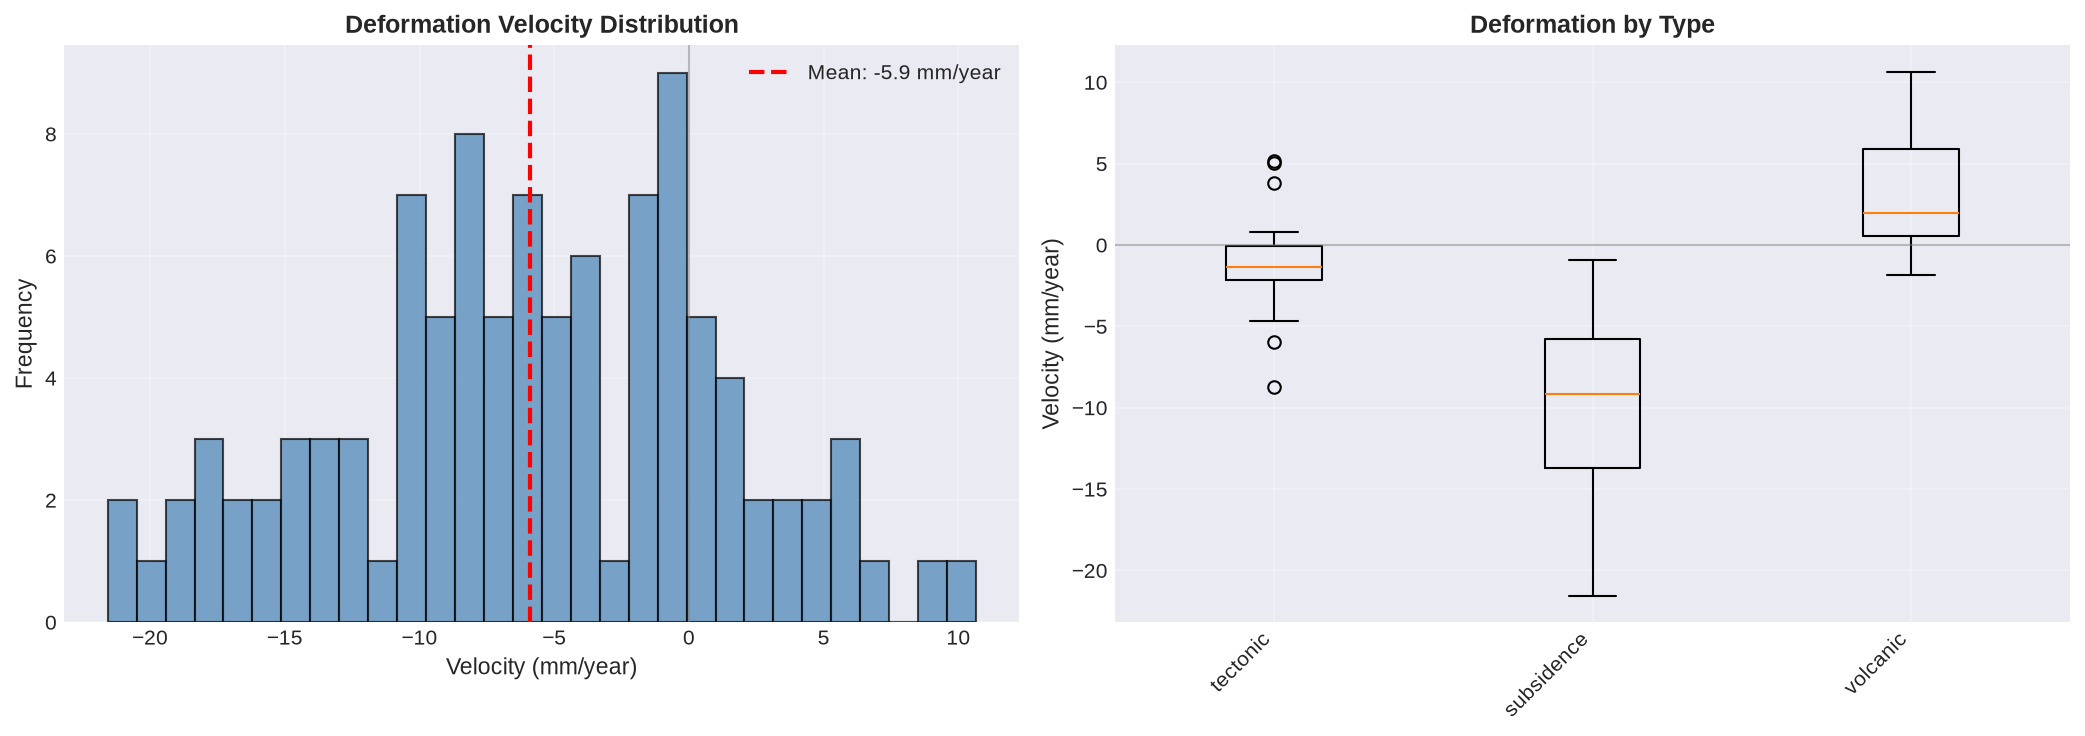 Deformation Velocity Distribution
Mean: -5.9 mm/year
Frequency
8
6
4
2
0
−20
−15
−10
−5
0
5
10
Velocity (mm/year)
Deformation by Type
Velocity (mm/year)
10
5
0
−5
−10
−15
−20
tectonic
subsidence
volcanic